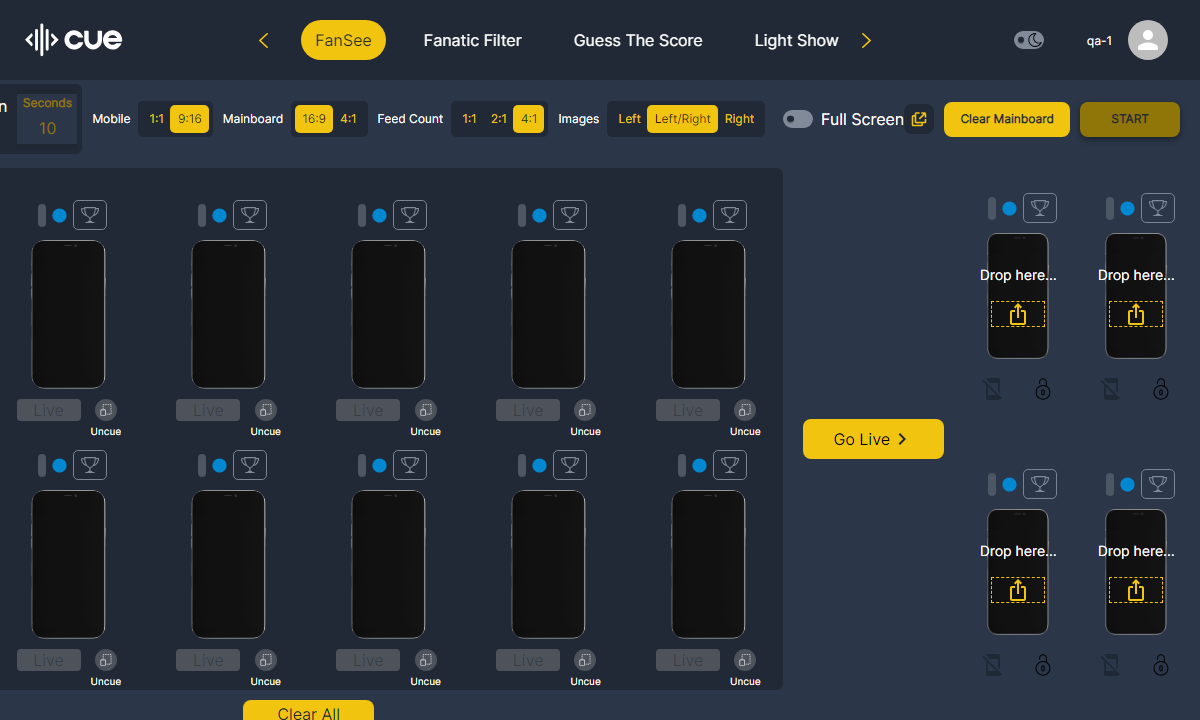 cue
FanSee
Fanatic Filter
Guess The Score
Light Show
qa-1
n
Seconds
10
Mobile
1:1
9:16
Mainboard
16:9
4:1
Feed Count
1:1
2:1
4:1
Images
Left
Left/Right
Right
Full Screen
Clear Mainboard
START
Drop here...
Drop here...
Live
Live
Live
Live
Live
Uncue
Uncue
Uncue
Uncue
Uncue
Go Live
Drop here...
Drop here...
Live
Live
Live
Live
Live
Uncue
Uncue
Uncue
Uncue
Uncue
Clear All